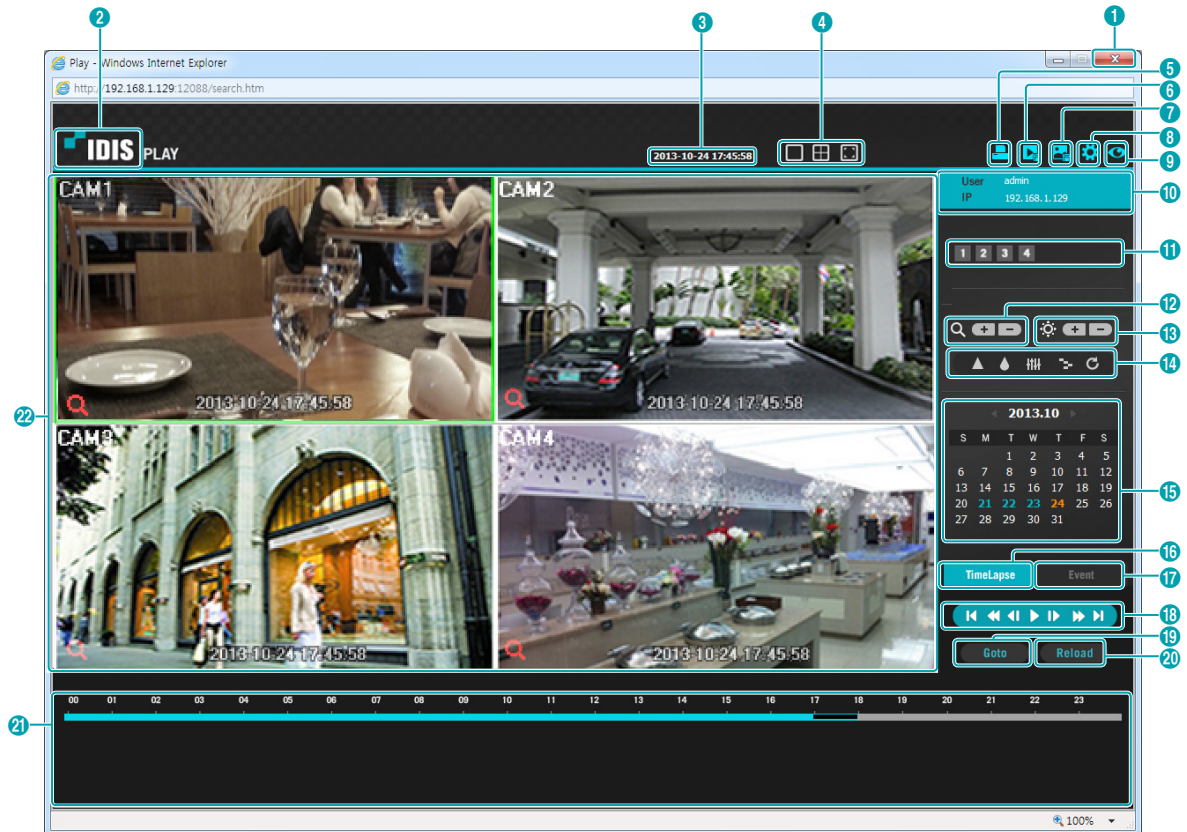 2
3
4
1
Play - Windows Internet Explorer
X
5
http://192.168.1.129:12088/search.htm
6
7
8
IDIS PLAY
2013-10-24 17:45:58
9
CAM1
CAM2
User admin
IP 192.168.1.129
10
1 2 3 4
11
12
13
14
2013-10-24 17:45:58
2013-10-24 17:45:58
22
CAM3
CAM4
2013.10
S M T W T F S
1 2 3 4 5
6 7 8 9 10 11 12
13 14 15 16 17 18 19
20 21 22 23 24 25 26
27 28 29 30 31
15
16
TimeLapse
Event
17
18
19
Goto
Reload
20
2013-10-24 17:45:58
2013-10-24 17:45:58
00 01 02 03 04 05 06 07 08 09 10 11 12 13 14 15 16 17 18 19 20 21 22 23
21
100%